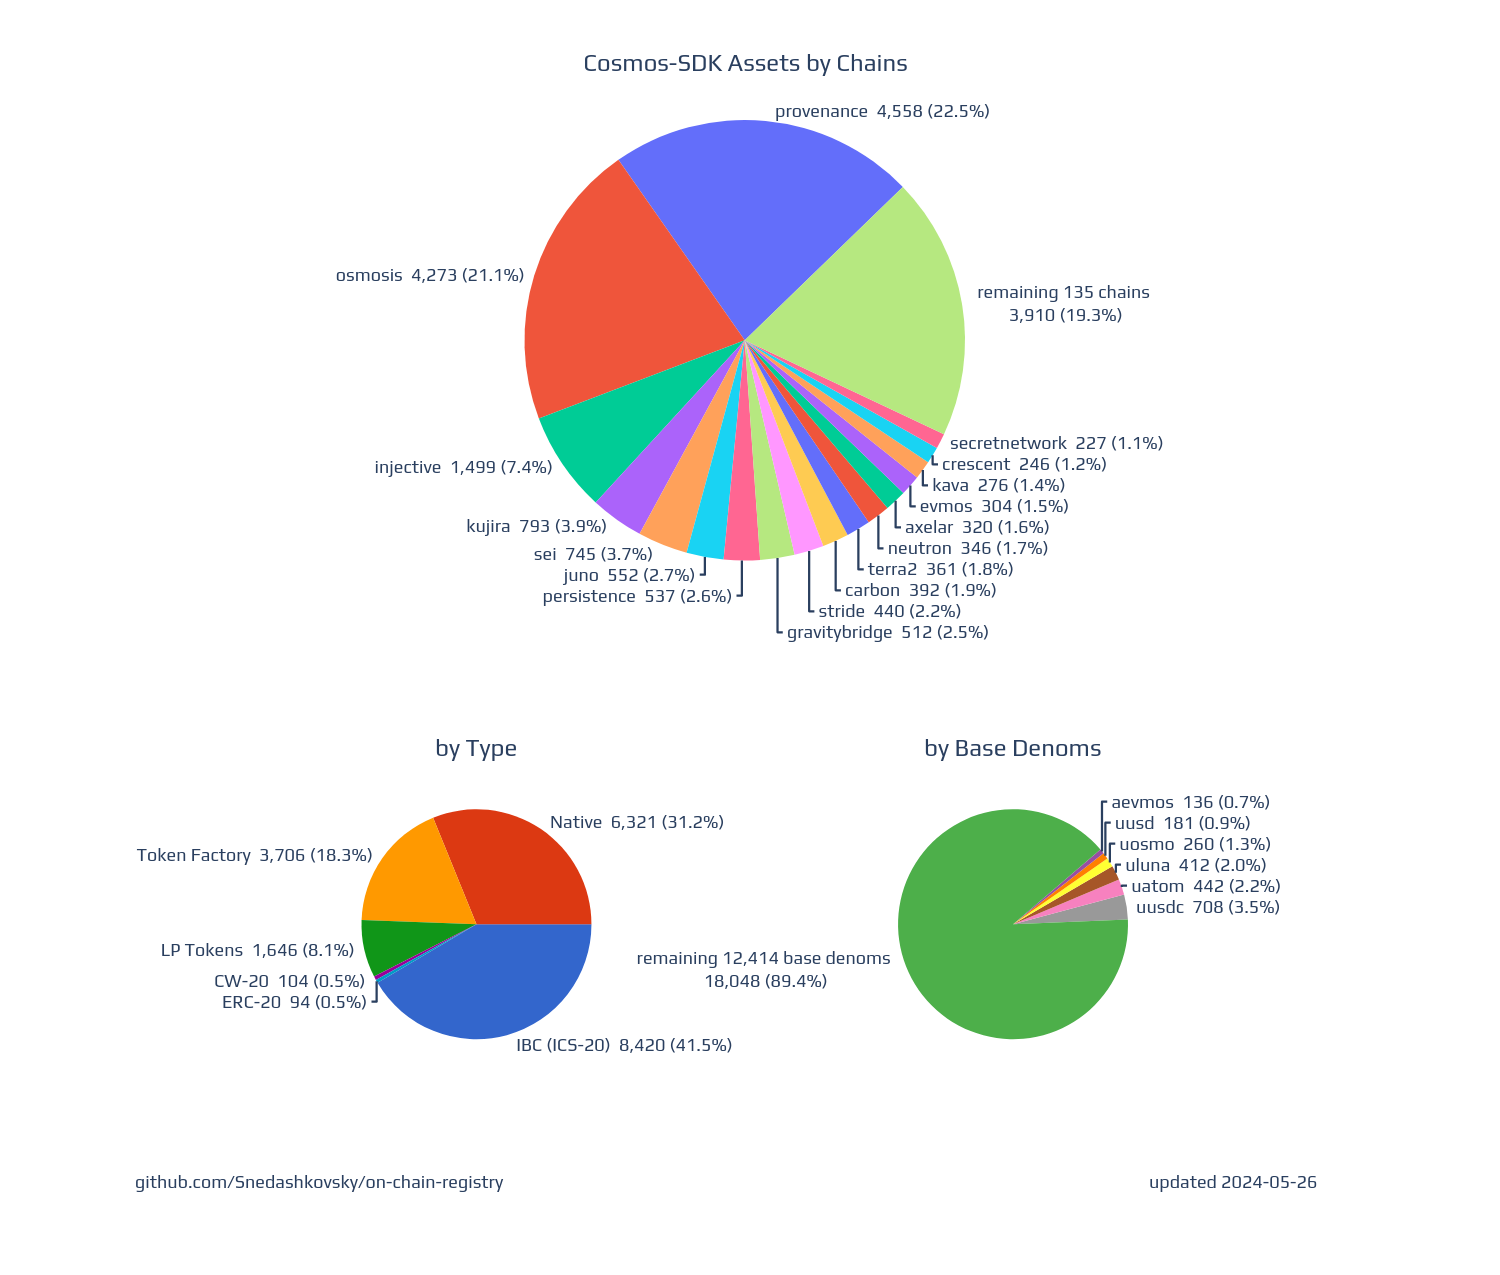 Cosmos-SDK Assets by Chains
provenance 4,558 (22.5%)
osmosis 4,273 (21.1%)
remaining 135 chains
3,910 (19.3%)
injective 1,499 (7.4%)
kujira 793 (3.9%)
sei 745 (3.7%)
juno 552 (2.7%)
persistence 537 (2.6%)
secretnetwork 227 (1.1%)
crescent 246 (1.2%)
kava 276 (1.4%)
evmos 304 (1.5%)
axelar 320 (1.6%)
neutron 346 (1.7%)
terra2 361 (1.8%)
carbon 392 (1.9%)
stride 440 (2.2%)
gravitybridge 512 (2.5%)
by Type
Native 6,321 (31.2%)
Token Factory 3,706 (18.3%)
LP Tokens 1,646 (8.1%)
CW-20 104 (0.5%)
ERC-20 94 (0.5%)
IBC (ICS-20) 8,420 (41.5%)
by Base Denoms
aevmos 136 (0.7%)
uusd 181 (0.9%)
uosmo 260 (1.3%)
uluna 412 (2.0%)
uatom 442 (2.2%)
uusdc 708 (3.5%)
remaining 12,414 base denoms
18,048 (89.4%)
github.com/Snedashkovsky/on-chain-registry
updated 2024-05-26